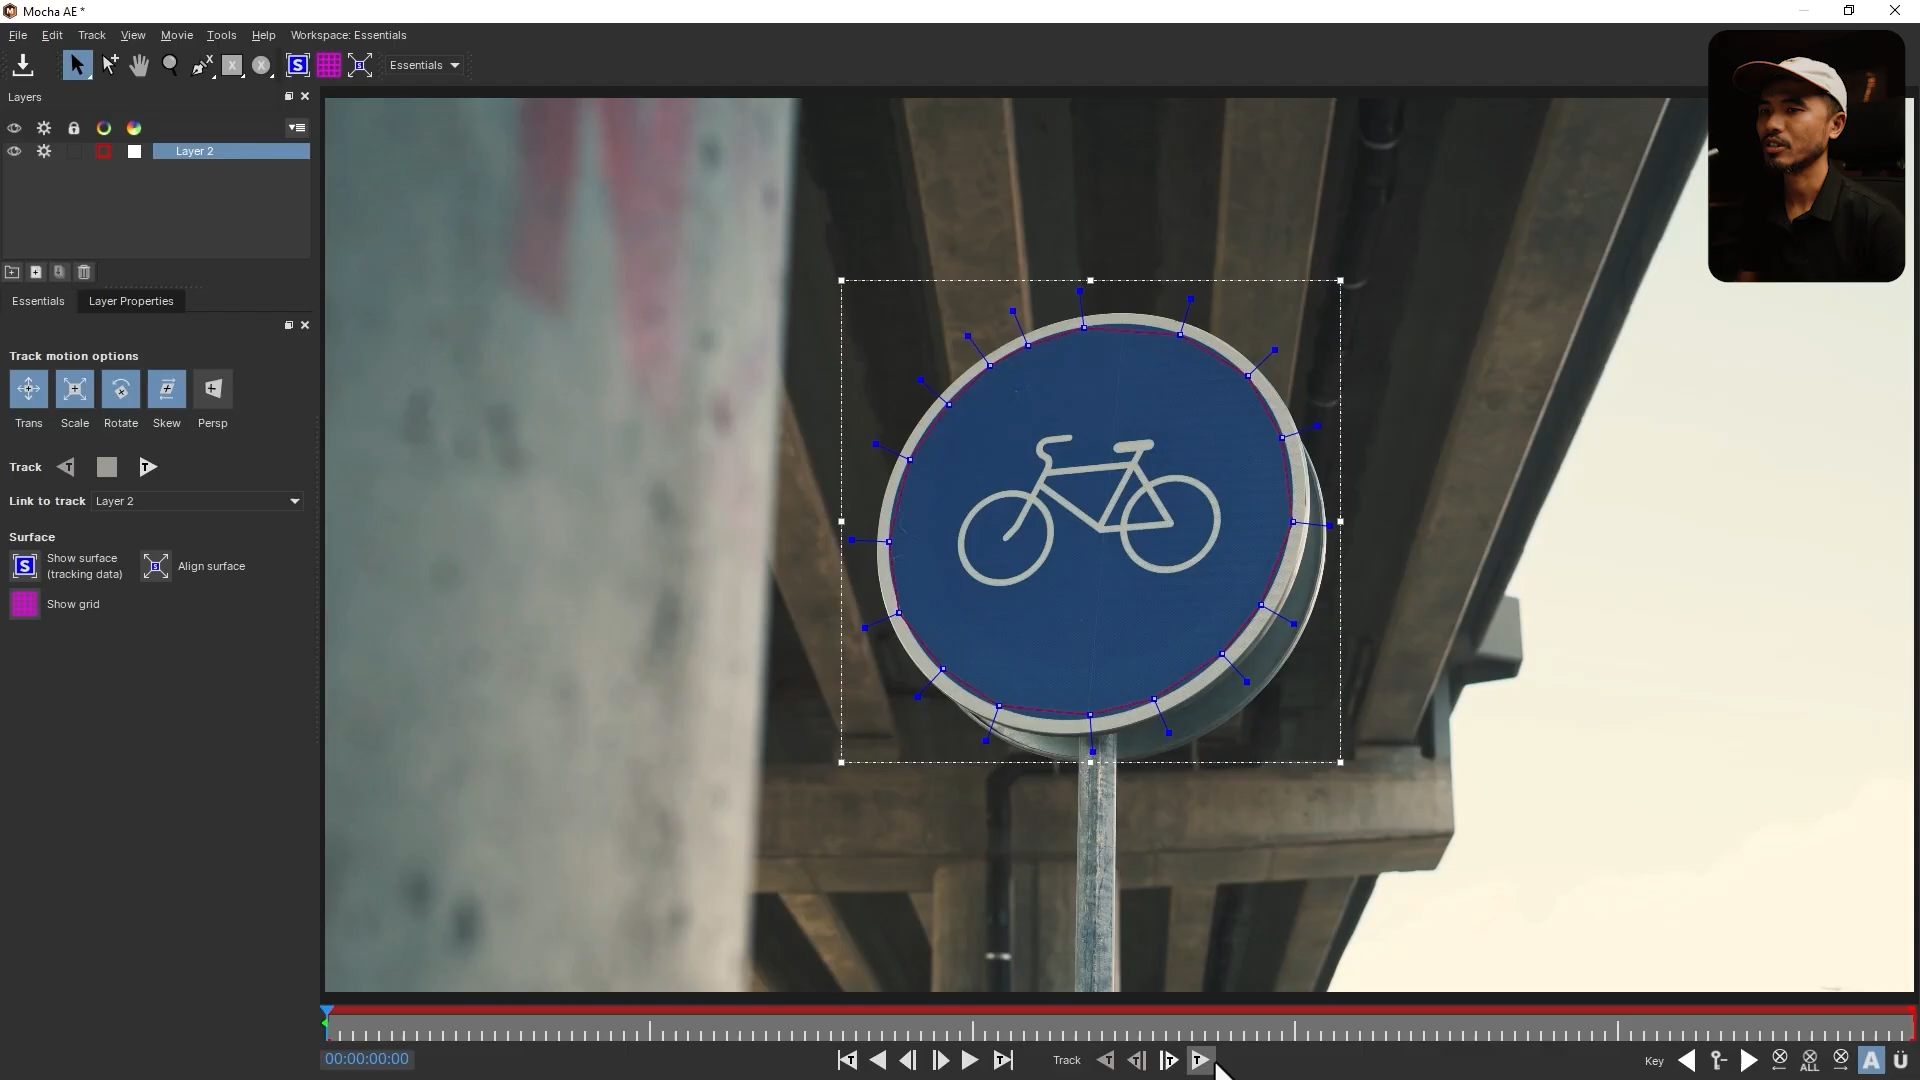 Mocha AE *
File Edit Track View Movie Tools Help Workspace: Essentials
S Essentials
Layers
Layer 2
Essentials Layer Properties
Track motion options
Trans Scale Rotate Skew Persp
Track T T
Link to track Layer 2
Surface
S Show surface
(tracking data)
S Align surface
Show grid
00:00:00:00 Track T T T T Key ALL A Ü